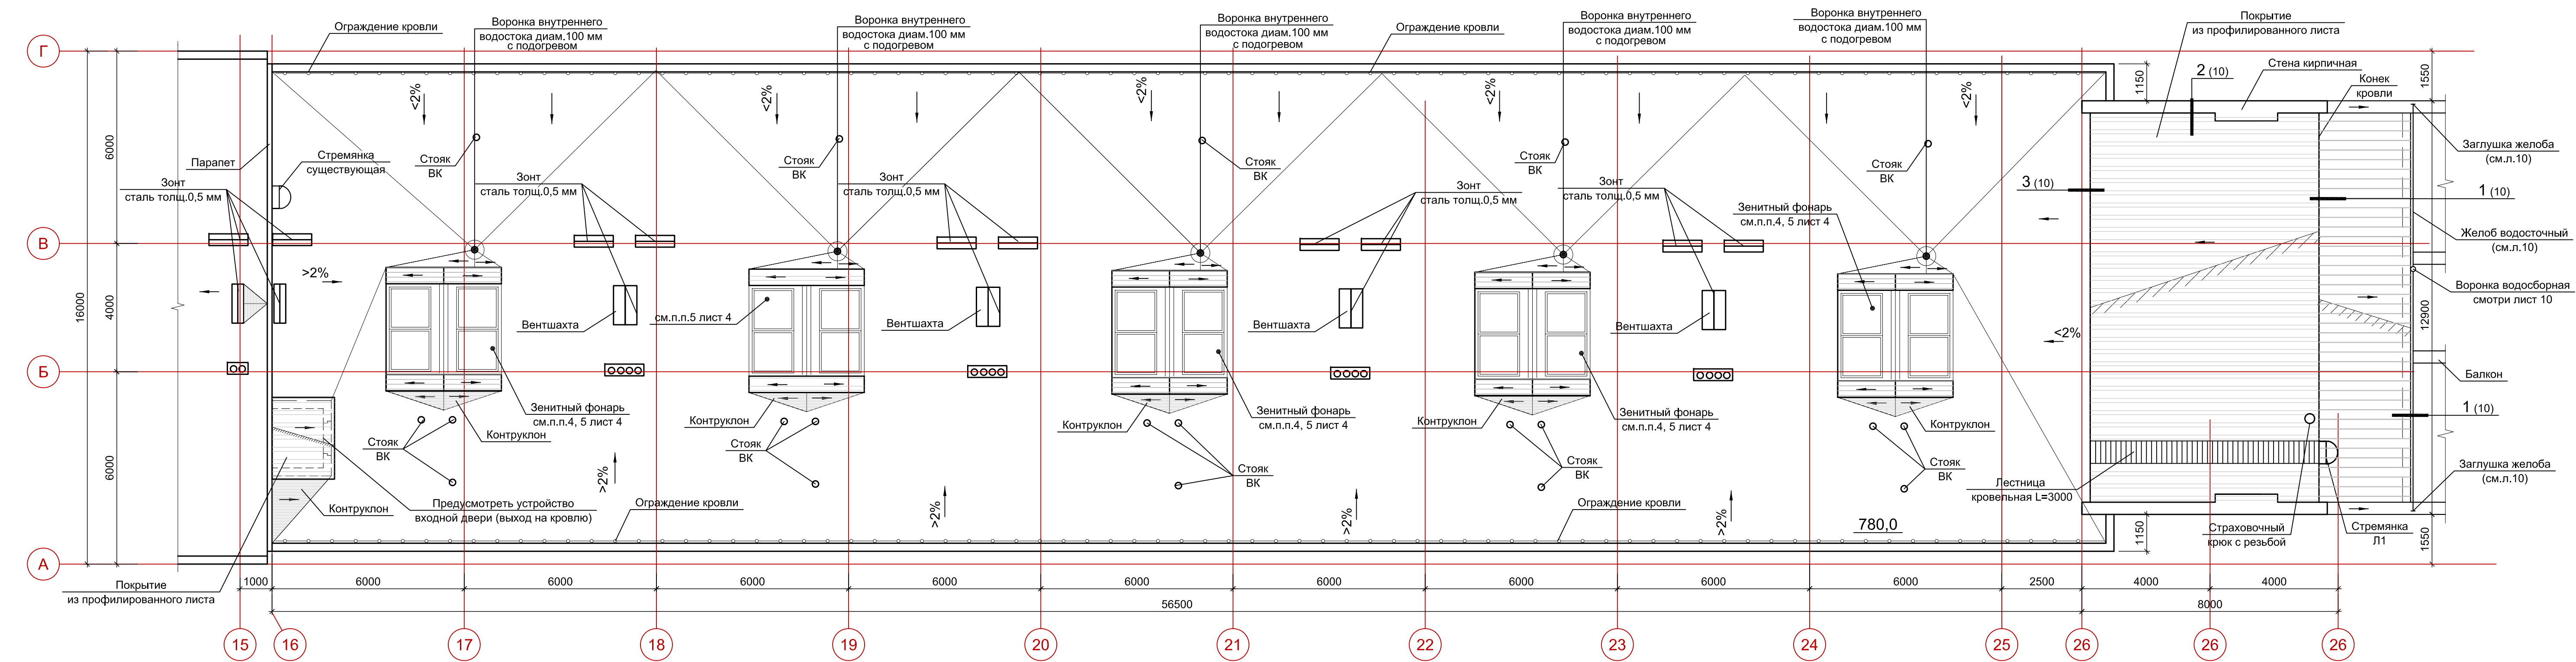 Ограждение кровли
Воронка внутреннего
водостока диам.100 мм
с подогревом
Воронка внутреннего
водостока диам.100 мм
с подогревом
Воронка внутреннего
водостока диам.100 мм
с подогревом
Ограждение кровли
Воронка внутреннего
водостока диам.100 мм
с подогревом
Воронка внутреннего
водостока диам.100 мм
с подогревом
Покрытие
из профилированного листа
Г
2 (10)
Стена кирпичная
Конек
кровли
1150
1550
<2%
<2%
<2%
<2%
<2%
6000
Парапет
Стремянка
существующая
Стояк
ВК
Стояк
ВК
Стояк
ВК
Стояк
ВК
Стояк
ВК
Заглушка желоба
(см.л.10)
Зонт
сталь толщ.0,5 мм
Зонт
сталь толщ.0,5 мм
Зонт
сталь толщ.0,5 мм
Зонт
сталь толщ.0,5 мм
Зонт
сталь толщ.0,5 мм
Зенитный фонарь
см.п.п.4, 5 лист 4
3 (10)
1 (10)
В
Желоб водосточный
(см.л.10)
>2%
16000
4000
Вентшахта
см.п.п.5 лист 4
Вентшахта
Вентшахта
Вентшахта
<2%
Воронка водосборная
смотри лист 10
12900
Б
Балкон
Зенитный фонарь
см.п.п.4, 5 лист 4
Контруклон
Контруклон
Контруклон
Зенитный фонарь
см.п.п.4, 5 лист 4
Контруклон
Зенитный фонарь
см.п.п.4, 5 лист 4
Контруклон
1 (10)
Стояк
ВК
Стояк
ВК
Стояк
ВК
Стояк
ВК
Стояк
ВК
6000
>2%
>2%
>2%
>2%
Заглушка желоба
(см.л.10)
Лестница
кровельная L=3000
Контруклон
Предусмотреть устройство
входной двери (выход на кровлю)
Ограждение кровли
Ограждение кровли
780,0
1150
Страховочный
крюк с резьбой
Стремянка
Л1
1550
А
Покрытие
из профилированного листа
1000
6000
6000
6000
6000
6000
6000
6000
6000
6000
2500
4000
4000
56500
8000
15
16
17
18
19
20
21
22
23
24
25
26
26
26